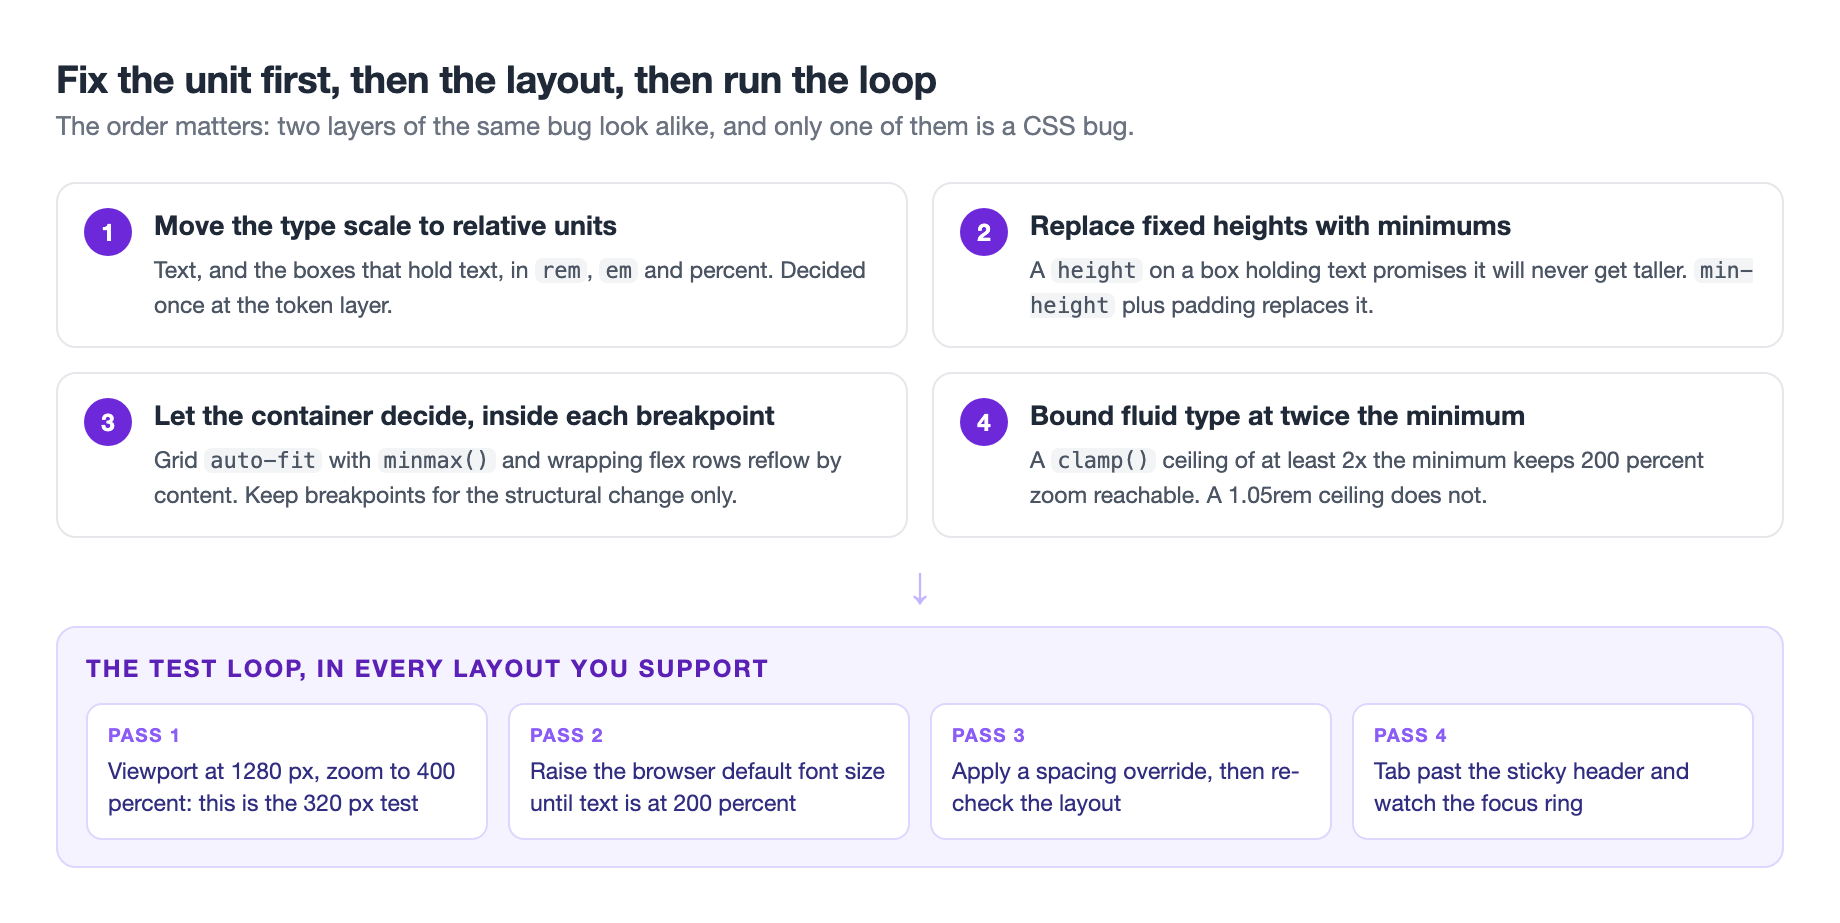 Fix the unit first, then the layout, then run the loop
The order matters: two layers of the same bug look alike, and only one of them is a CSS bug.
1
Move the type scale to relative units
Text, and the boxes that hold text, in rem, em and percent. Decided
once at the token layer.
2
Replace fixed heights with minimums
A height on a box holding text promises it will never get taller. min-
height plus padding replaces it.
3
Let the container decide, inside each breakpoint
Grid auto-fit with minmax() and wrapping flex rows reflow by
content. Keep breakpoints for the structural change only.
4
Bound fluid type at twice the minimum
A clamp() ceiling of at least 2x the minimum keeps 200 percent
zoom reachable. A 1.05rem ceiling does not.
↓
THE TEST LOOP, IN EVERY LAYOUT YOU SUPPORT
PASS 1
Viewport at 1280 px, zoom to 400
percent: this is the 320 px test
PASS 2
Raise the browser default font size
until text is at 200 percent
PASS 3
Apply a spacing override, then re-
check the layout
PASS 4
Tab past the sticky header and
watch the focus ring